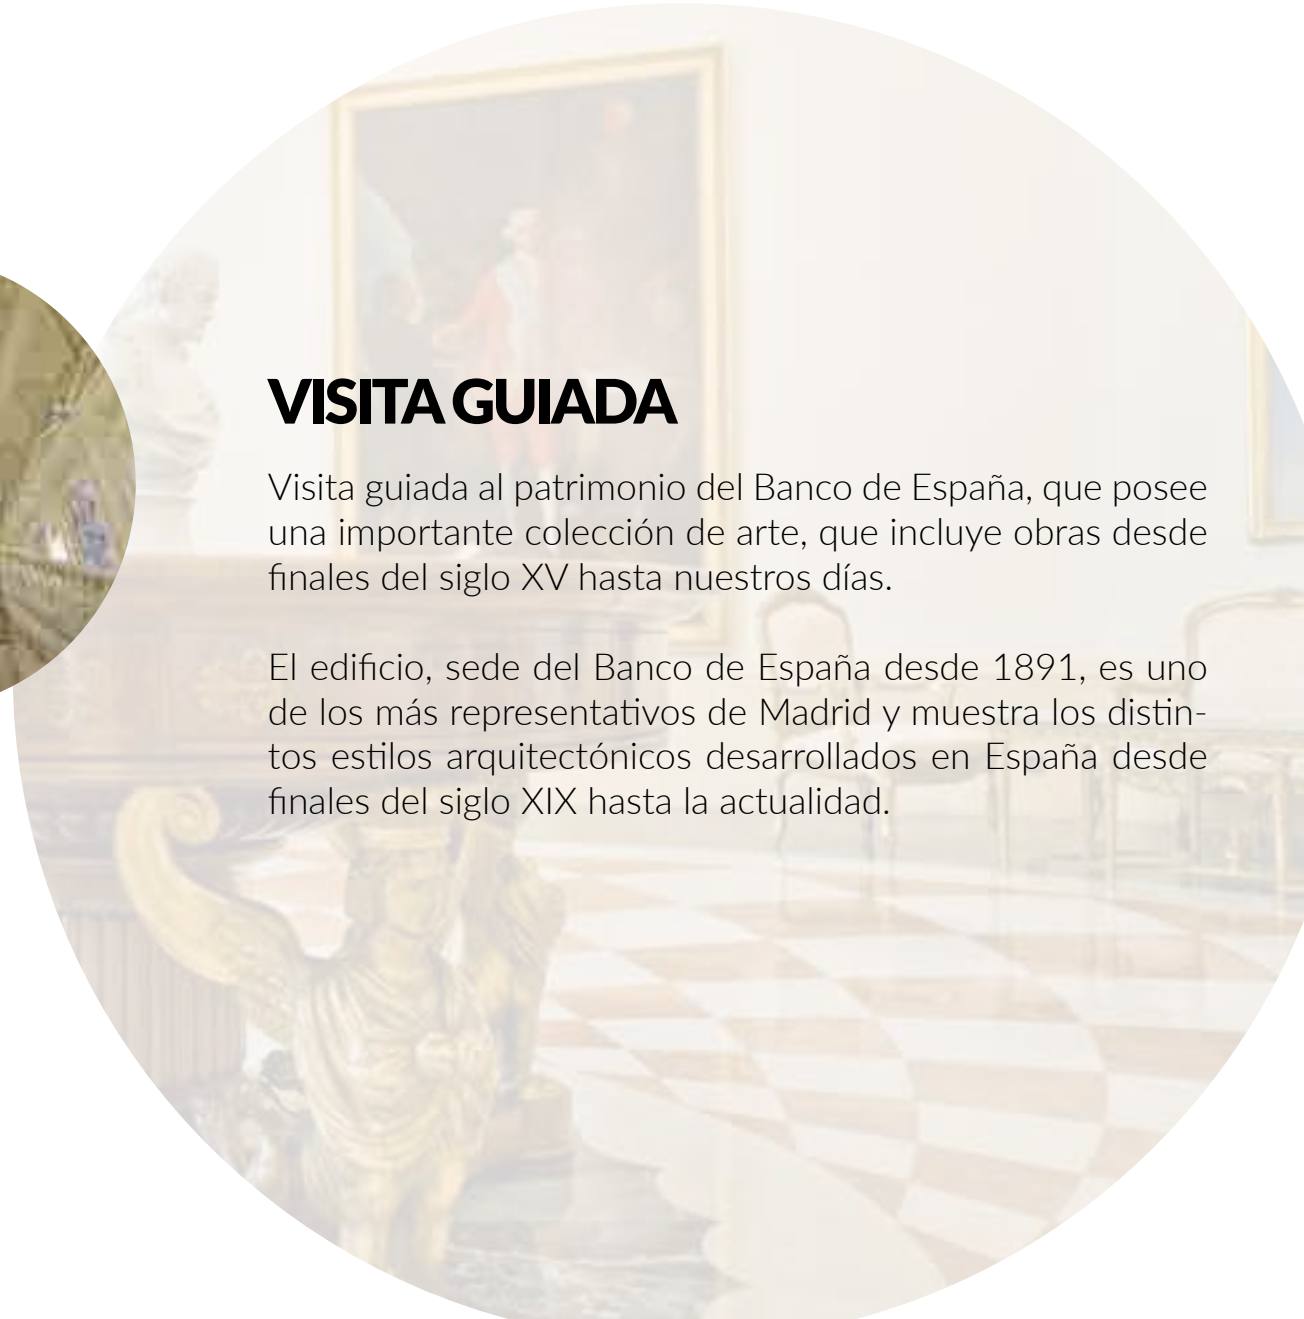 VISITA GUIADA
Visita guiada al patrimonio del Banco de España, que posee
una importante colección de arte, que incluye obras desde
finales del siglo XV hasta nuestros días.
El edificio, sede del Banco de España desde 1891, es uno
de los más representativos de Madrid y muestra los distin-
tos estilos arquitectónicos desarrollados en España desde
finales del siglo XIX hasta la actualidad.